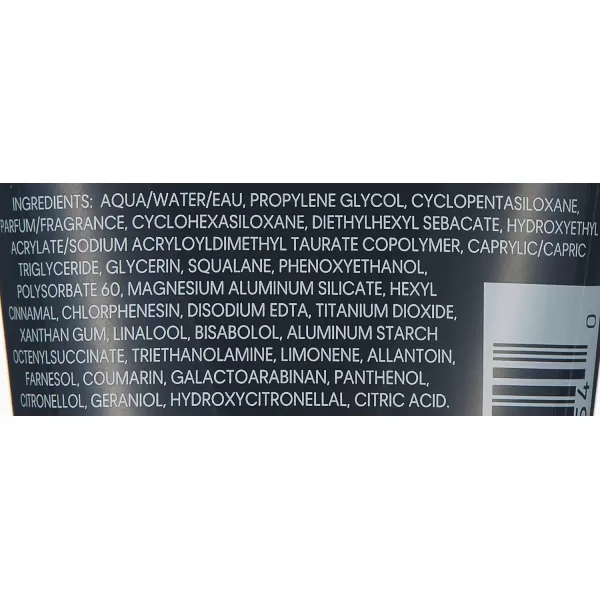 INGREDIENTS: AQUA/WATER/EAU, PROPYLENE GLYCOL, CYCLOPENTASILOXANE,
PARFUM/FRAGRANCE, CYCLOHEXASILOXANE, DIETHYLHEXYL SEBACATE, HYDROXYETHYL
ACRYLATE/SODIUM ACRYLOYLDIMETHYL TAURATE COPOLYMER, CAPRYLIC/CAPRIC
TRIGLYCERIDE, GLYCERIN, SQUALANE, PHENOXYETHANOL,
POLYSORBATE 60, MAGNESIUM ALUMINUM SILICATE, HEXYL
CINNAMAL, CHLORPHENESIN, DISODIUM EDTA, TITANIUM DIOXIDE,
XANTHAN GUM, LINALOOL, BISABOLOL, ALUMINUM STARCH
OCTENYLSUCCINATE, TRIETHANOLAMINE, LIMONENE, ALLANTOIN,
FARNESOL, COUMARIN, GALACTOARABINAN, PANTHENOL,
CITRONELLOL, GERANIOL, HYDROXYCITRONELLAL, CITRIC ACID.
0
54